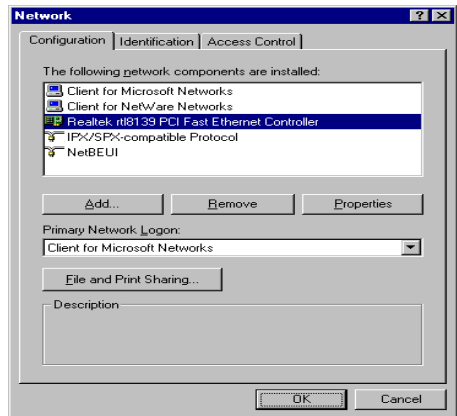 Network
? ×
Configuration Identification Access Control
The following network components are installed:
Client for Microsoft Networks
Client for NetWare Networks
Realtek rtl8139 PCI Fast Ethernet Controller
IPX/SPX-compatible Protocol
NetBEUI
Add... Remove Properties
Primary Network Logon:
Client for Microsoft Networks
File and Print Sharing...
Description
OK Cancel